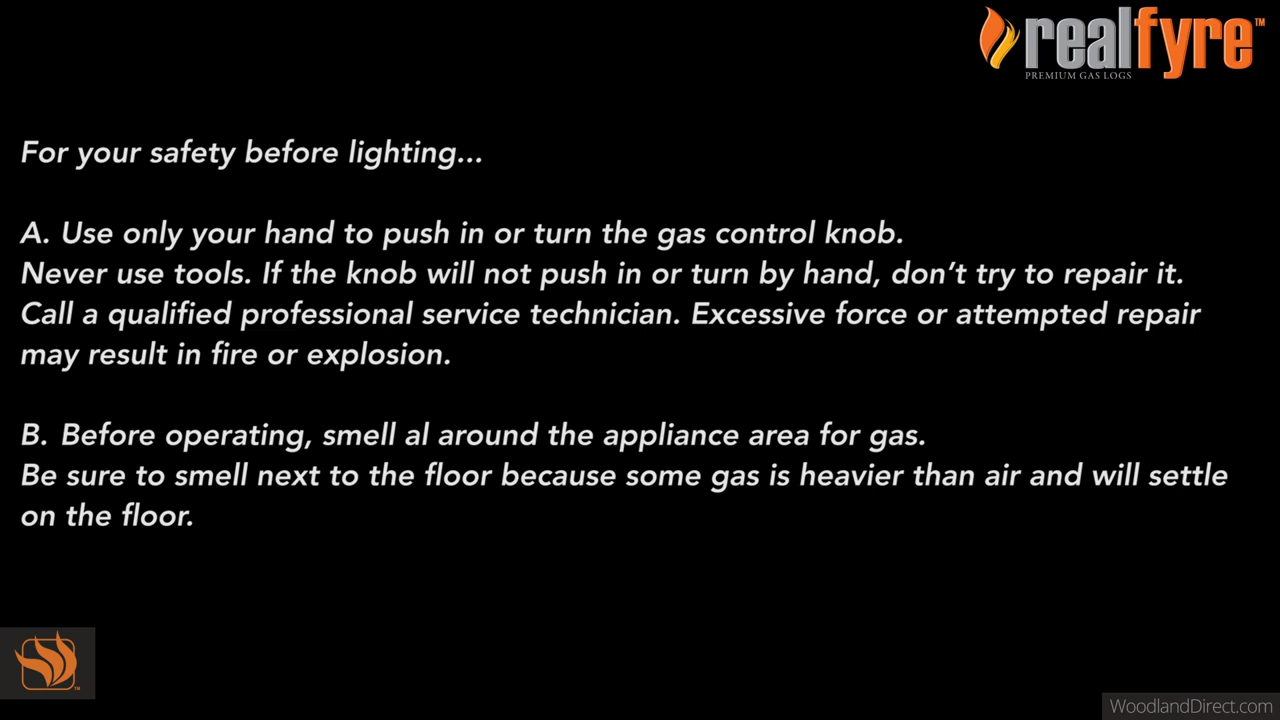 realfyre™
PREMIUM GAS LOGS
For your safety before lighting...
A. Use only your hand to push in or turn the gas control knob.
Never use tools. If the knob will not push in or turn by hand, don’t try to repair it.
Call a qualified professional service technician. Excessive force or attempted repair
may result in fire or explosion.
B. Before operating, smell al around the appliance area for gas.
Be sure to smell next to the floor because some gas is heavier than air and will settle
on the floor.
TM
WoodlandDirect.com